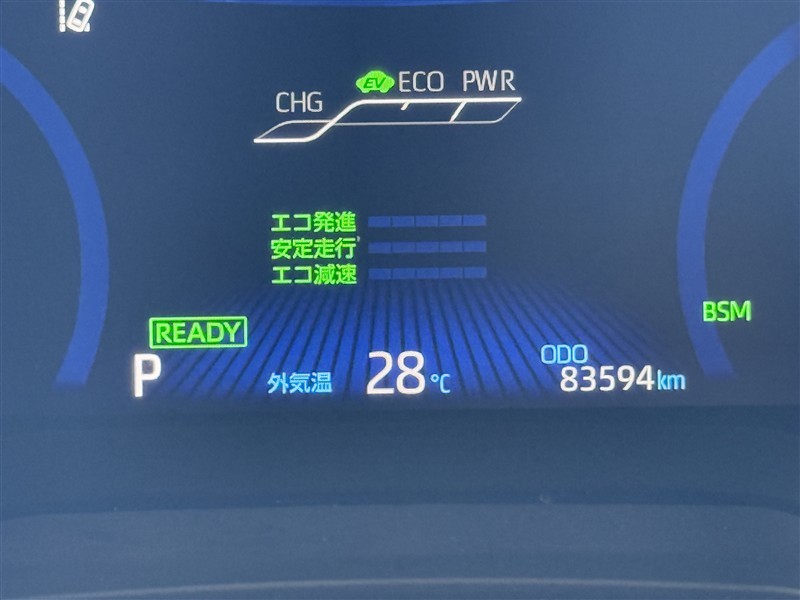 EV ECO PWR
CHG
エコ発進
安定走行
エコ減速
READY
BSM
P
外気温 28℃
ODO
83594km